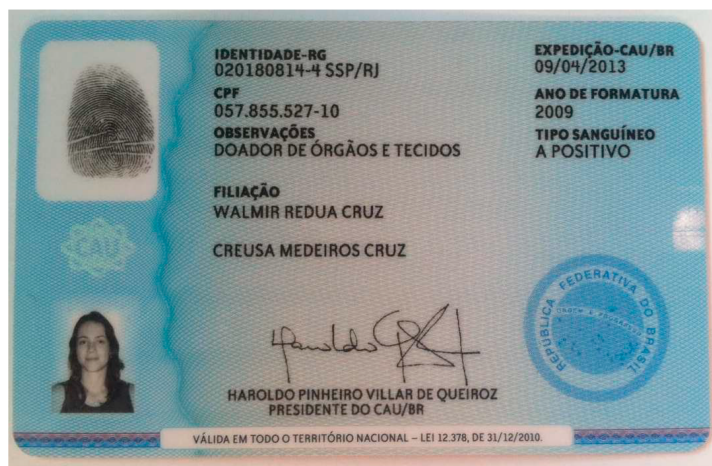 IDENTIDADE-RG
020180814-4 SSP/RJ
CPF
057.855.527-10
OBSERVAÇÕES
DOADOR DE ÓRGÃOS E TECIDOS
EXPEDIÇÃO-CAU/BR
09/04/2013
ANO DE FORMATURA
2009
TIPO SANGUÍNEO
A POSITIVO
FILIAÇÃO
WALMIR REDUA CRUZ
CREUSA MEDEIROS CRUZ
CAU
REPUBLICA FEDERATIVA DO BRASIL
ORDEM E PROGRESSO
HAROLDO PINHEIRO VILLAR DE QUEIROZ
PRESIDENTE DO CAU/BR
VÁLIDA EM TODO O TERRITÓRIO NACIONAL – LEI 12.378, DE 31/12/2010.